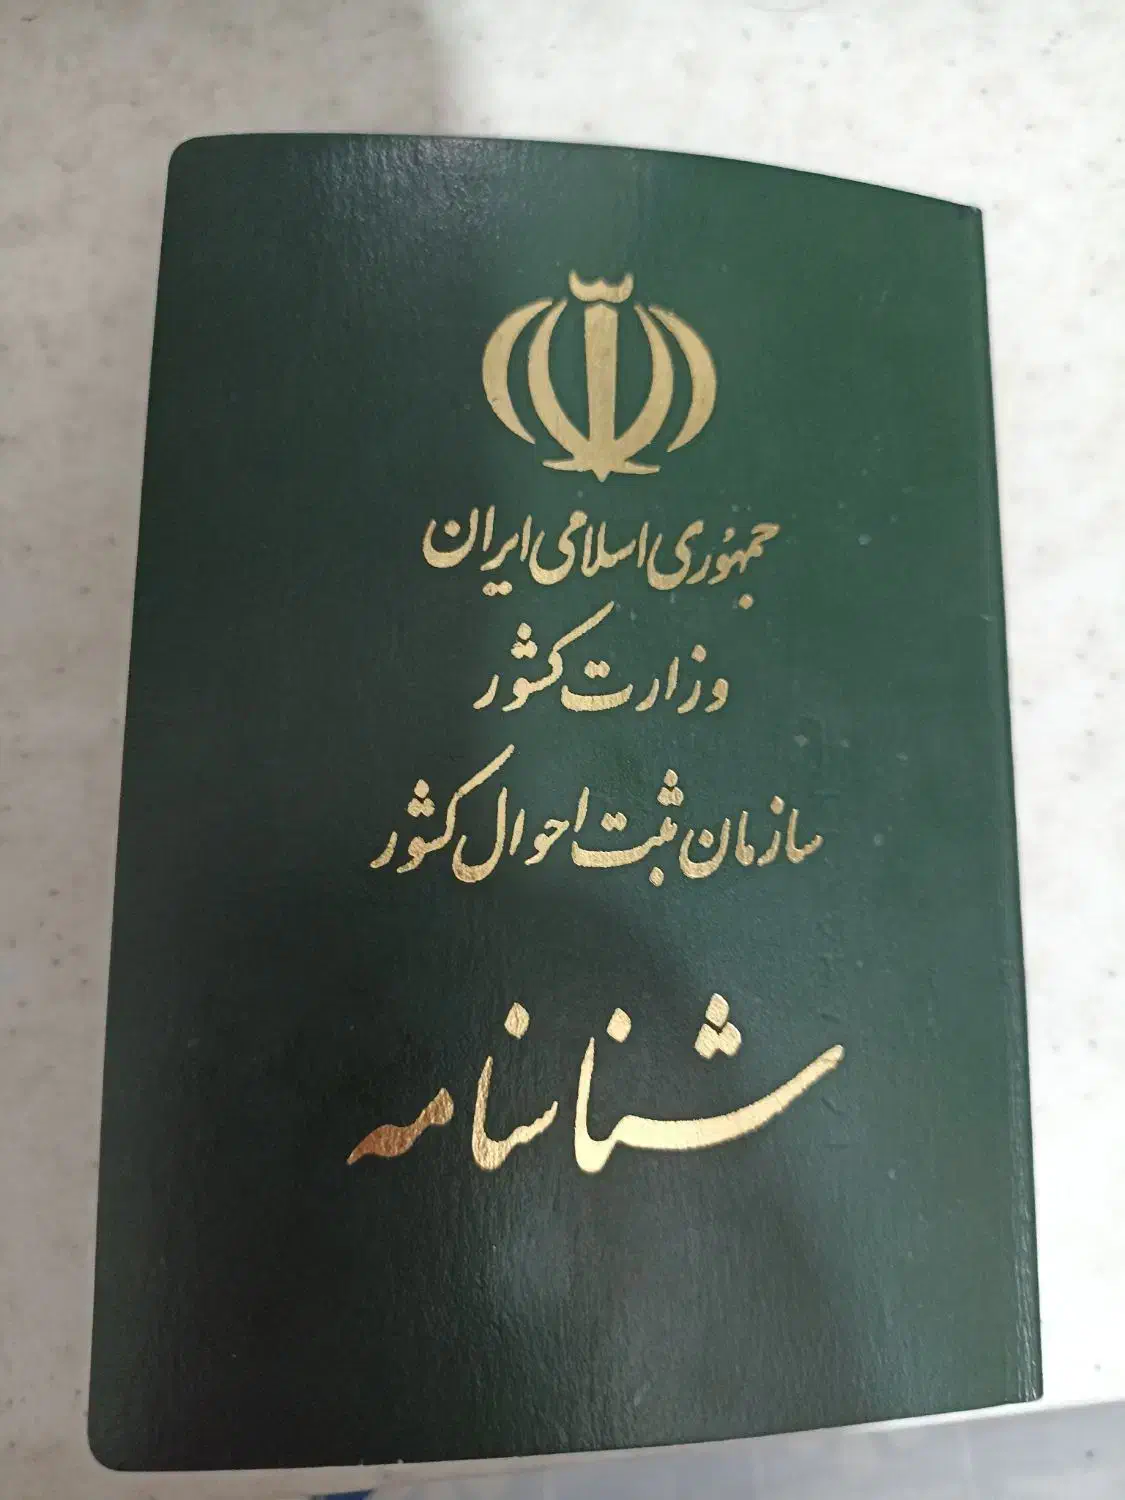 جمهوری اسلامی ایران
وزارت کشور
سازمان ثبت احوال کشور
شناسنامه